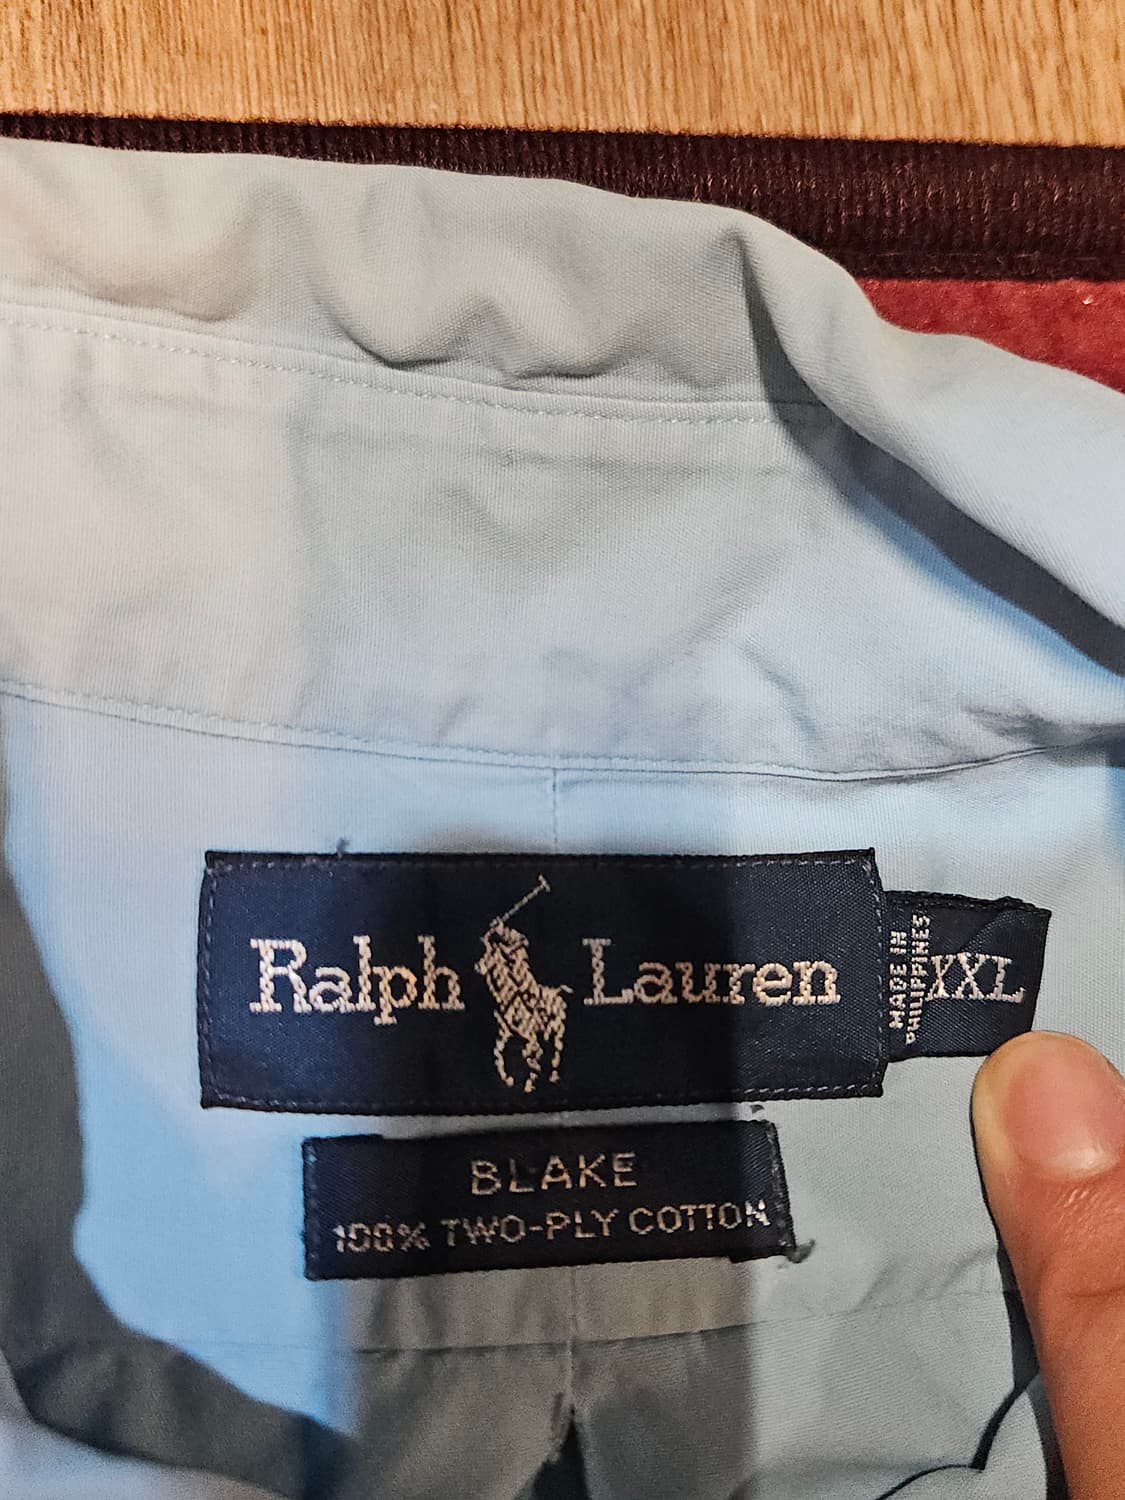 Ralph Lauren
MADE IN
PHILIPPINES
XXL
BLAKE
100% TWO-PLY COTTON